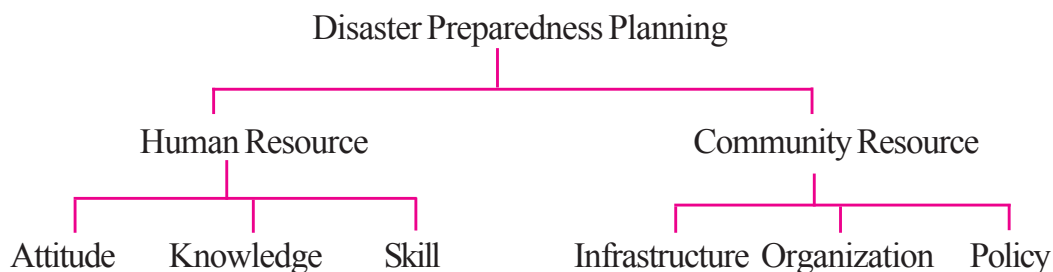 Disaster Preparedness Planning
Human Resource Community Resource
Attitude Knowledge Skill Infrastructure Organization Policy